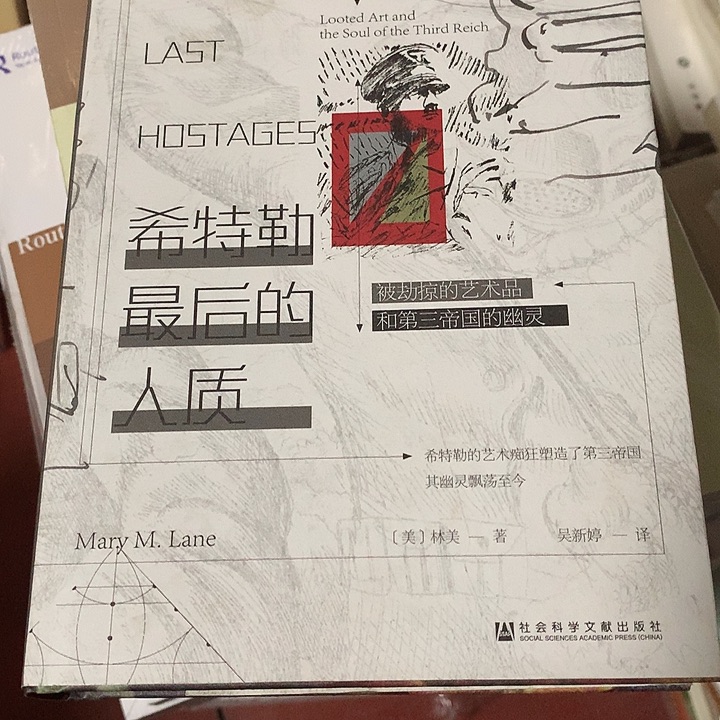 Looted Art and
the Soul of the Third Reich
LAST
HOSTAGES
希特勒
最后的
人质
被劫掠的艺术品
和第三帝国的幽灵
希特勒的艺术痴狂塑造了第三帝国
其幽灵飘荡至今
Mary M. Lane
〔美〕林美 — 著 吴新婷 — 译
社会科学文献出版社
SOCIAL SCIENCES ACADEMIC PRESS (CHINA)
Rout